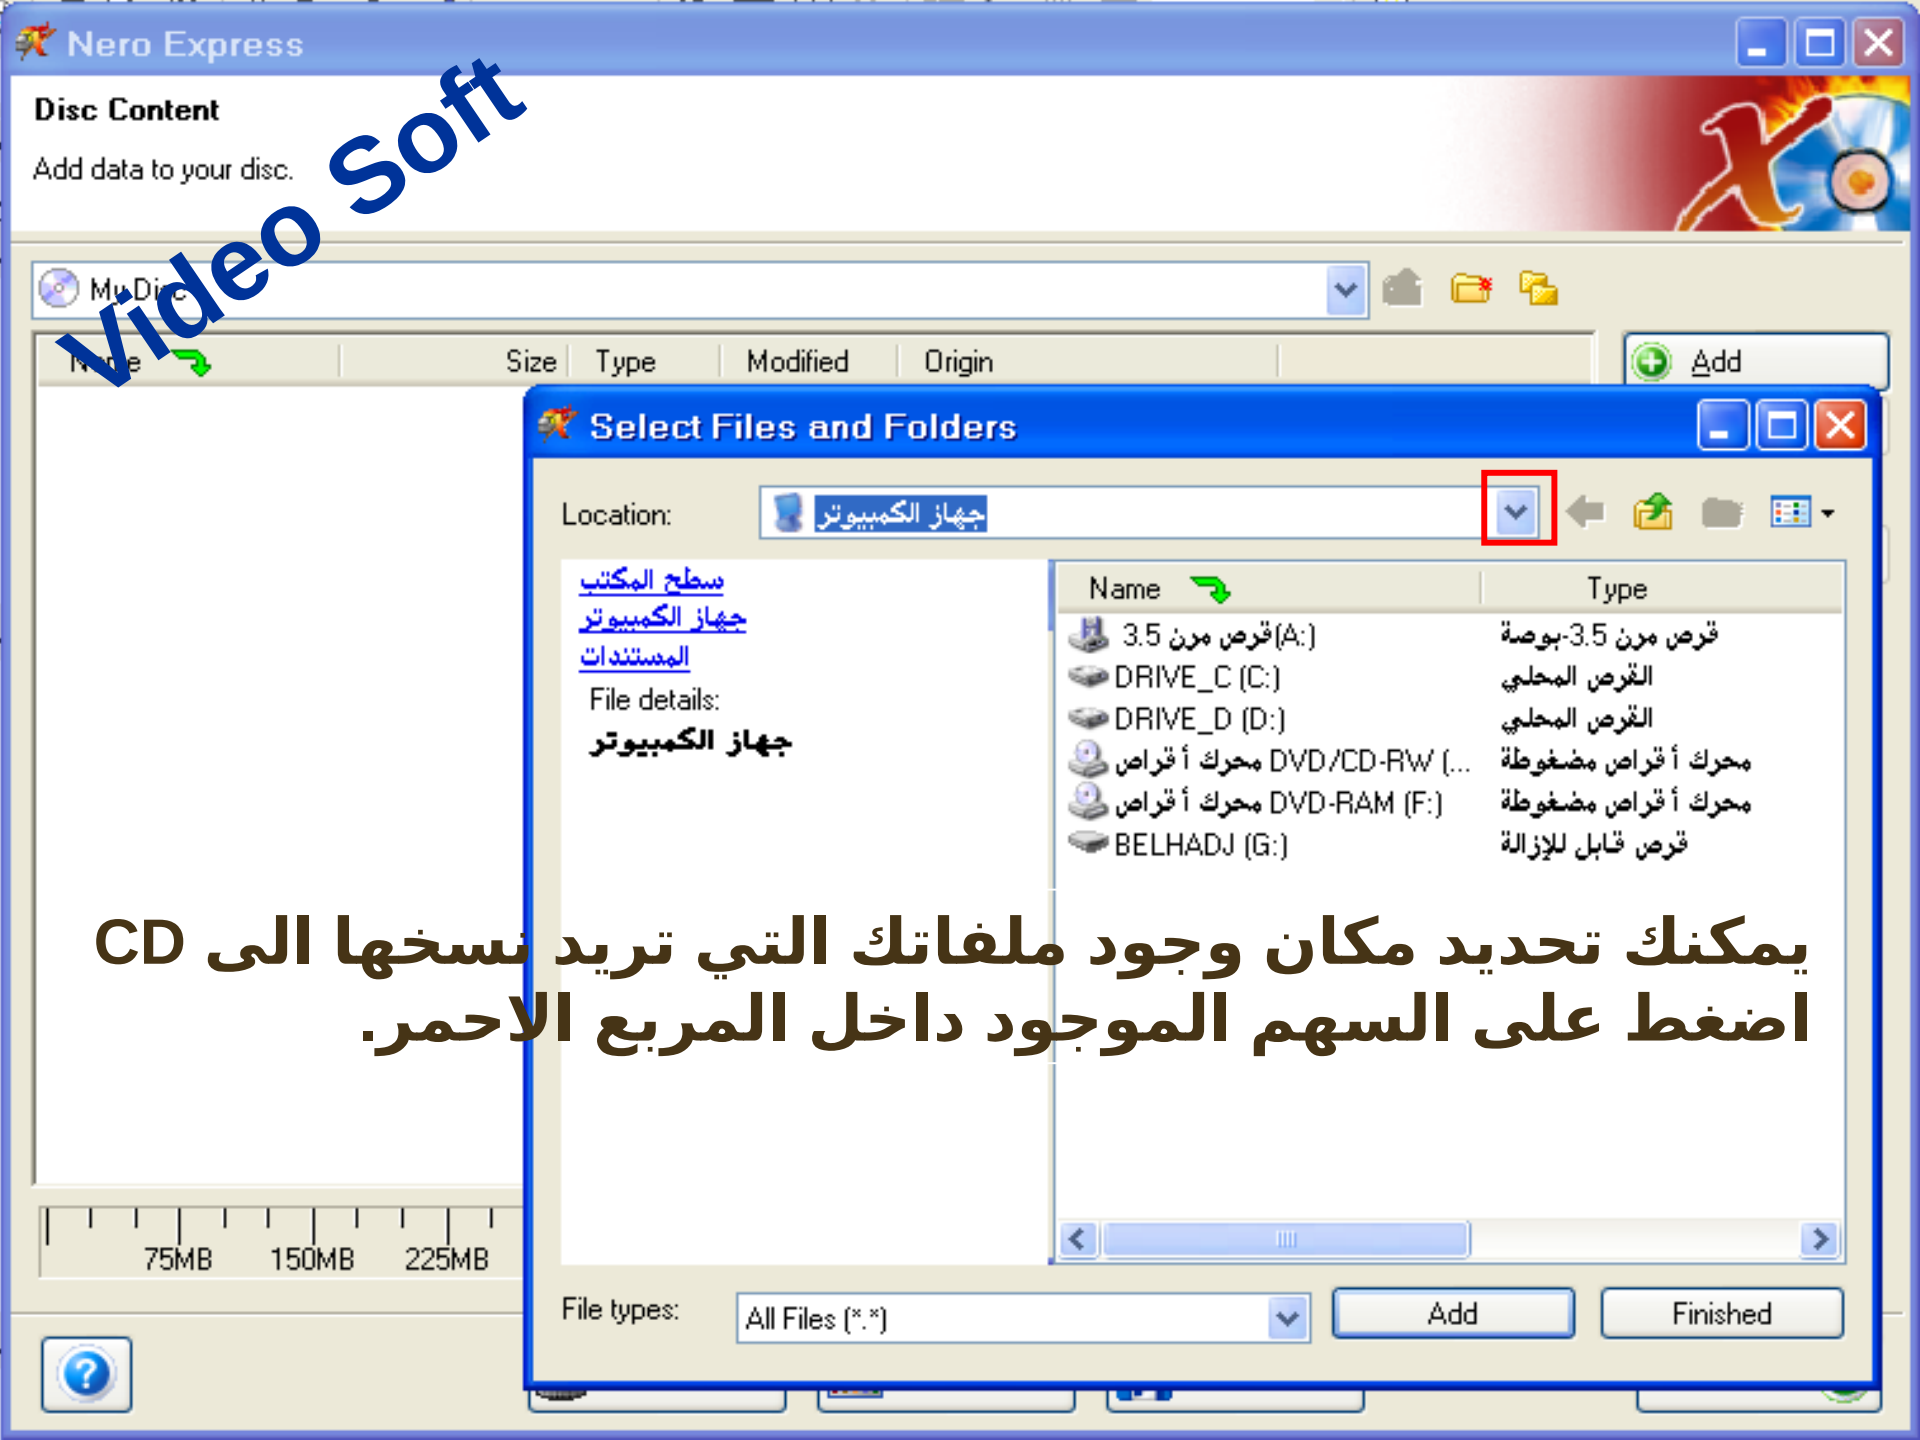 Nero Express
Disc Content
Add data to your disc.
Video Soft
My Disc
Name Size Type Modified Origin
Add
Select Files and Folders
Location: جهاز الكمبيوتر
سطح المكتب
جهاز الكمبيوتر
المستندات
File details:
جهاز الكمبيوتر
Name Type
قرص مرن 3.5 (A:) قرص مرن 3.5-بوصة
DRIVE_C (C:) القرص المحلي
DRIVE_D (D:) القرص المحلي
محرك أقراص DVD/CD-RW (... محرك أقراص مضغوطة
محرك أقراص DVD-RAM (F:) محرك أقراص مضغوطة
BELHADJ (G:) قرص قابل للإزالة
يمكنك تحديد مكان وجود ملفاتك التي تريد نسخها الى CD
اضغط على السهم الموجود داخل المربع الاحمر.
75MB 150MB 225MB
File types: All Files (*.*) Add Finished